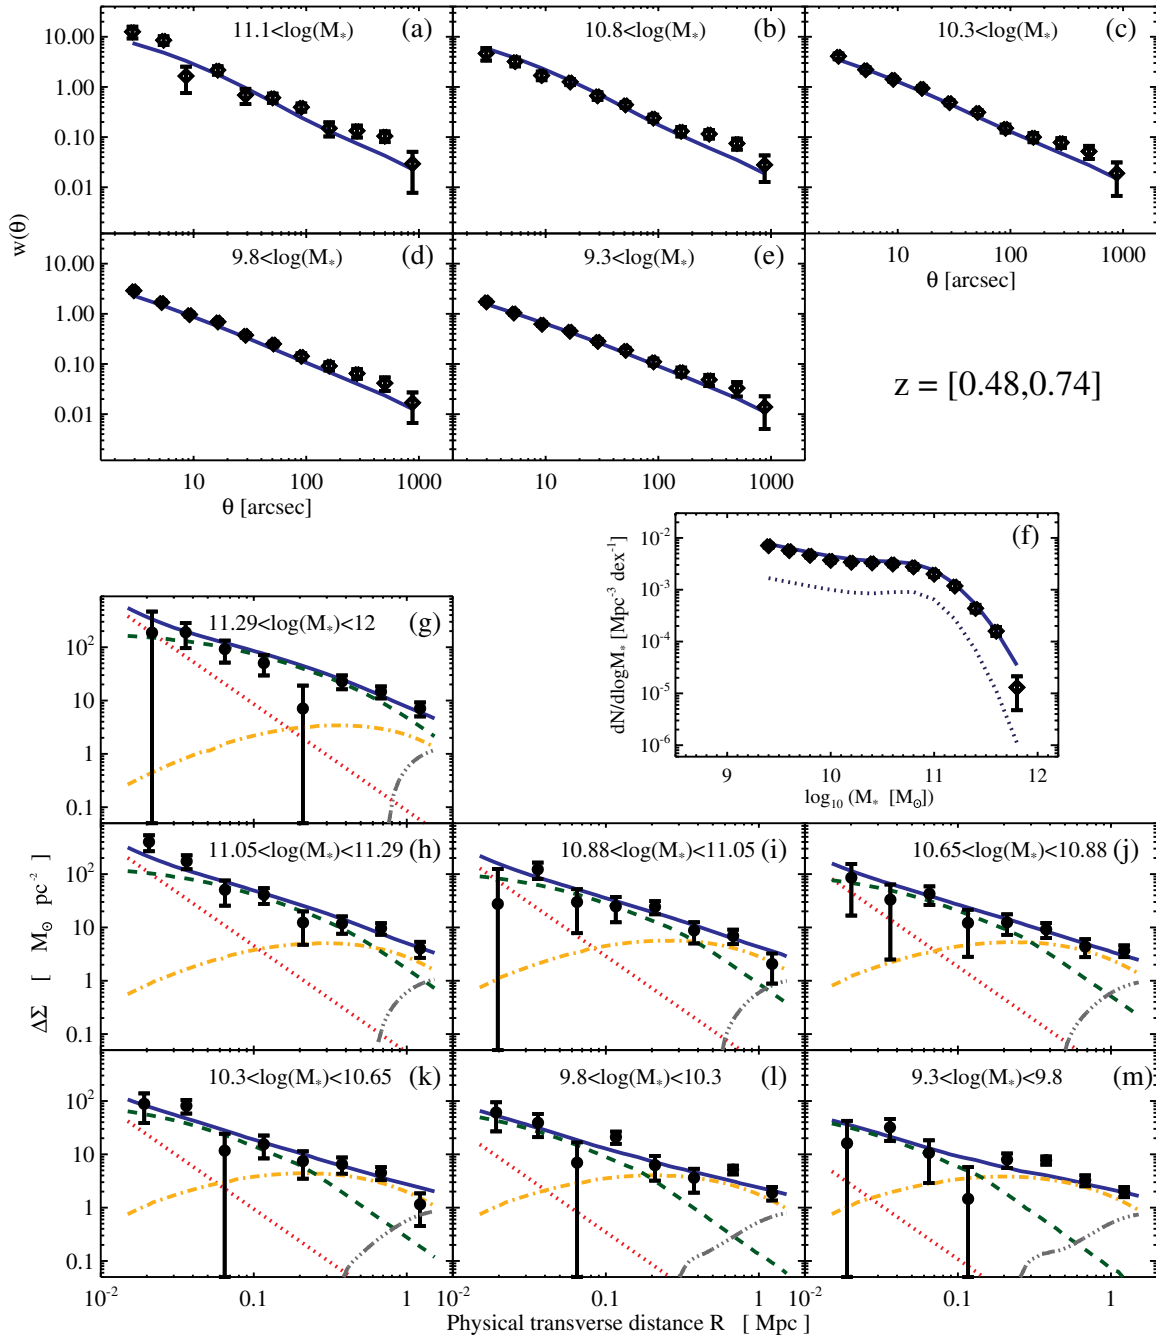 11.1<log(M*) (a)
10.8<log(M*) (b)
10.3<log(M*) (c)
10.00
1.00
0.10
0.01
w(θ)
9.8<log(M*) (d)
9.3<log(M*) (e)
10 100 1000
θ [arcsec]
10.00
1.00
0.10
0.01
z = [0.48,0.74]
10 100 1000
θ [arcsec]
10 100 1000
θ [arcsec]
(f)
10⁻²
10⁻³
10⁻⁴
10⁻⁵
10⁻⁶
dN/dlogM* [Mpc⁻³ dex⁻¹]
9 10 11 12
log₁₀ (M* [M⊙])
11.29<log(M*)<12 (g)
10²
10
1
0.1
11.05<log(M*)<11.29 (h)
10.88<log(M*)<11.05 (i)
10.65<log(M*)<10.88 (j)
10²
10
1
0.1
ΔΣ [ M⊙ pc⁻²]
10.3<log(M*)<10.65 (k)
9.8<log(M*)<10.3 (l)
9.3<log(M*)<9.8 (m)
10²
10
1
0.1
10⁻² 0.1 1 10⁻² 0.1 1 10⁻² 0.1 1
Physical transverse distance R [ Mpc]